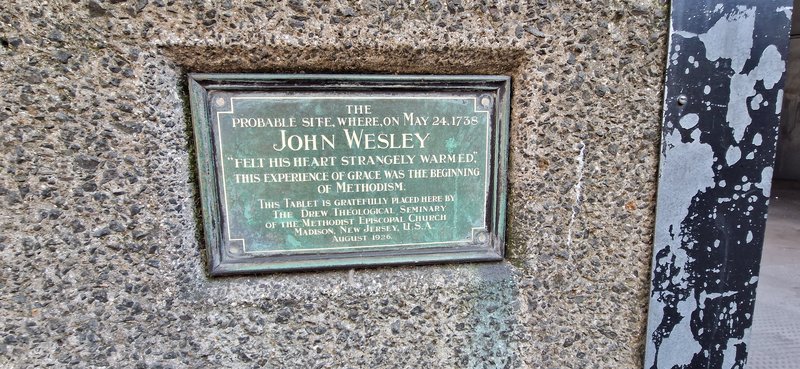 THE
PROBABLE SITE, WHERE, ON MAY 24, 1738
JOHN WESLEY
"FELT HIS HEART STRANGELY WARMED",
THIS EXPERIENCE OF GRACE WAS THE BEGINNING
OF METHODISM.
THIS TABLET IS GRATEFULLY PLACED HERE BY
THE DREW THEOLOGICAL SEMINARY
OF THE METHODIST EPISCOPAL CHURCH
MADISON, NEW JERSEY, U.S.A.
AUGUST 1926.